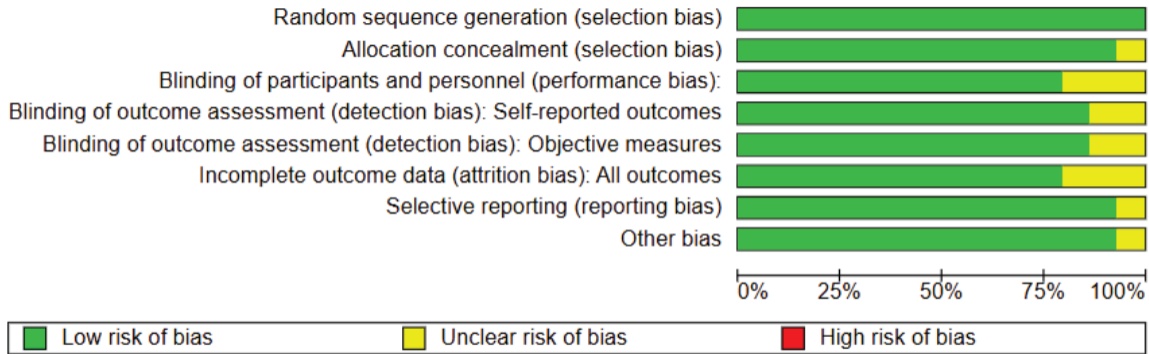 Random sequence generation (selection bias)
Allocation concealment (selection bias)
Blinding of participants and personnel (performance bias):
Blinding of outcome assessment (detection bias): Self-reported outcomes
Blinding of outcome assessment (detection bias): Objective measures
Incomplete outcome data (attrition bias): All outcomes
Selective reporting (reporting bias)
Other bias
0% 25% 50% 75% 100%
Low risk of bias Unclear risk of bias High risk of bias